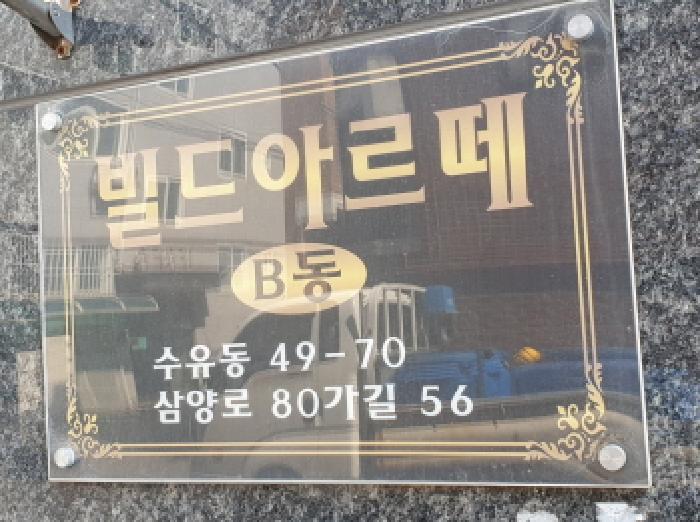 빌드아르떼
B동
수유동 49-70
삼양로 80가길 56